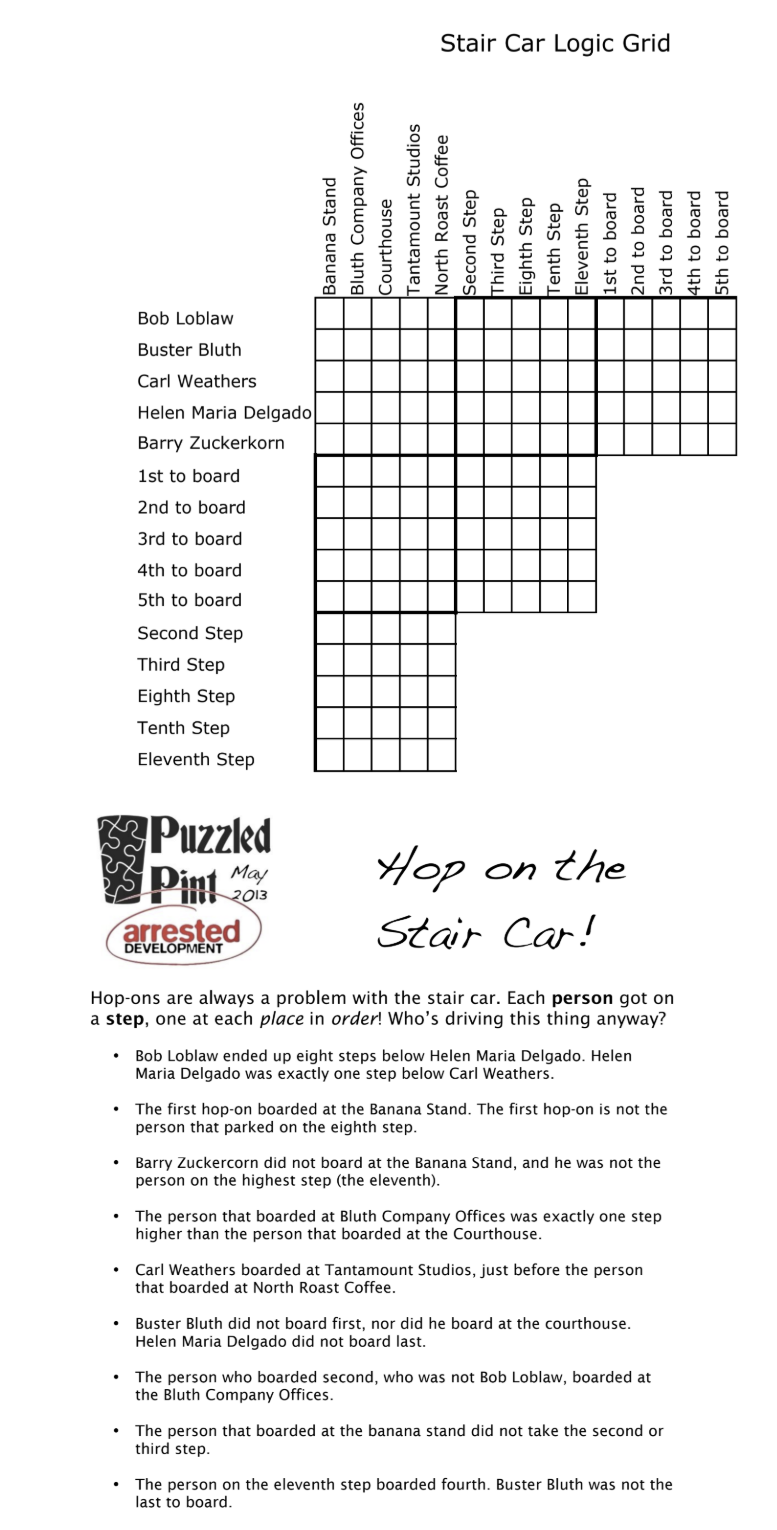 Stair Car Logic Grid
Banana Stand
Bluth Company Offices
Courthouse
Tantamount Studios
North Roast Coffee
Second Step
Third Step
Eighth Step
Tenth Step
Eleventh Step
1st to board
2nd to board
3rd to board
4th to board
5th to board
Bob Loblaw
Buster Bluth
Carl Weathers
Helen Maria Delgado
Barry Zuckerkorn
1st to board
2nd to board
3rd to board
4th to board
5th to board
Second Step
Third Step
Eighth Step
Tenth Step
Eleventh Step
Puzzled
Pint May
2013
arrested
DEVELOPMENT
Hop on the
Stair Car!
Hop-ons are always a problem with the stair car. Each person got on
a step, one at each place in order! Who's driving this thing anyway?
• Bob Loblaw ended up eight steps below Helen Maria Delgado. Helen
Maria Delgado was exactly one step below Carl Weathers.
• The first hop-on boarded at the Banana Stand. The first hop-on is not the
person that parked on the eighth step.
• Barry Zuckercorn did not board at the Banana Stand, and he was not the
person on the highest step (the eleventh).
• The person that boarded at Bluth Company Offices was exactly one step
higher than the person that boarded at the Courthouse.
• Carl Weathers boarded at Tantamount Studios, just before the person
that boarded at North Roast Coffee.
• Buster Bluth did not board first, nor did he board at the courthouse.
Helen Maria Delgado did not board last.
• The person who boarded second, who was not Bob Loblaw, boarded at
the Bluth Company Offices.
• The person that boarded at the banana stand did not take the second or
third step.
• The person on the eleventh step boarded fourth. Buster Bluth was not the
last to board.